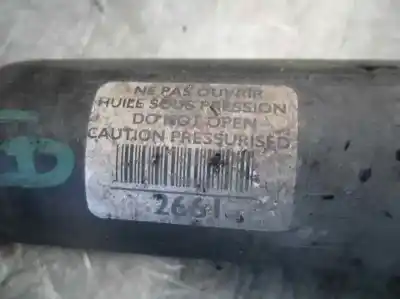 NE PAS OUVRIR
HUILE SOUS PRESSION
DO NOT OPEN
CAUTION PRESSURISED
2661